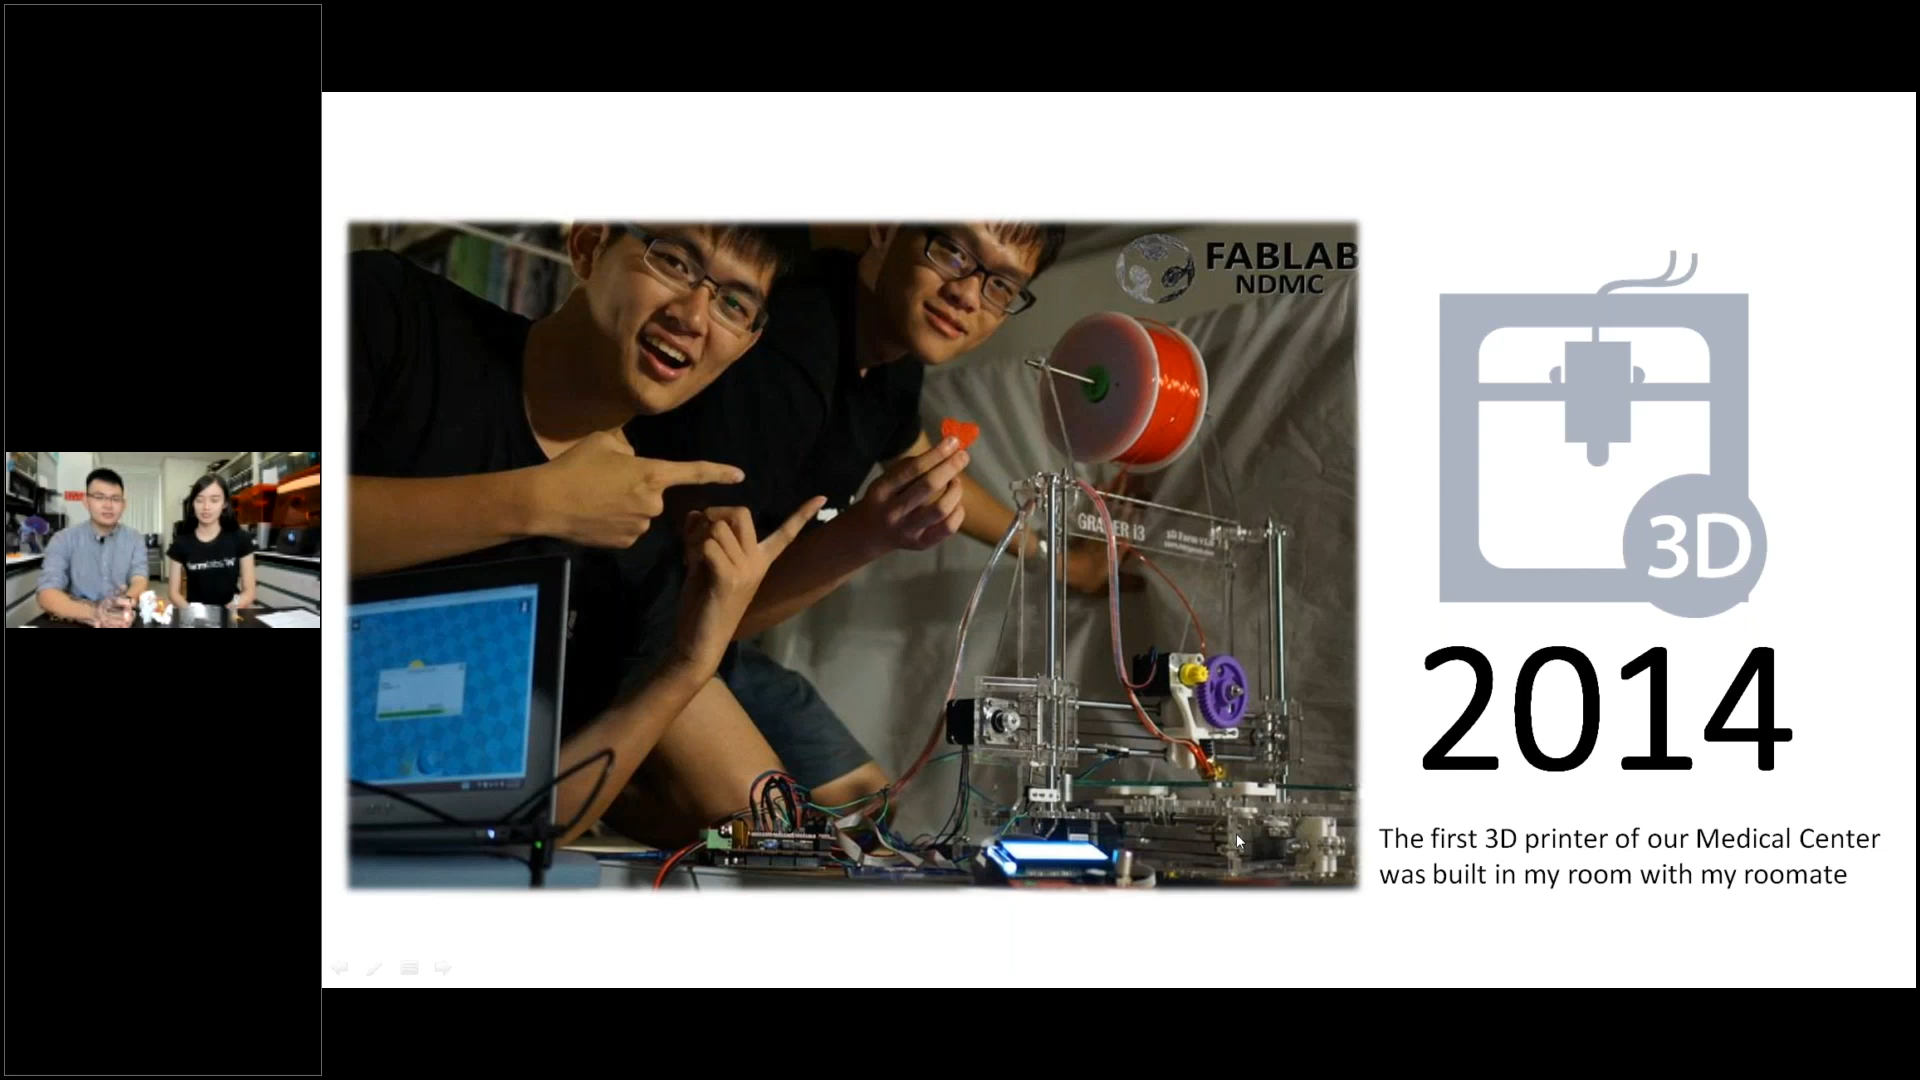 FABLAB
NDMC
3D
2014
The first 3D printer of our Medical Center
was built in my room with my roomate